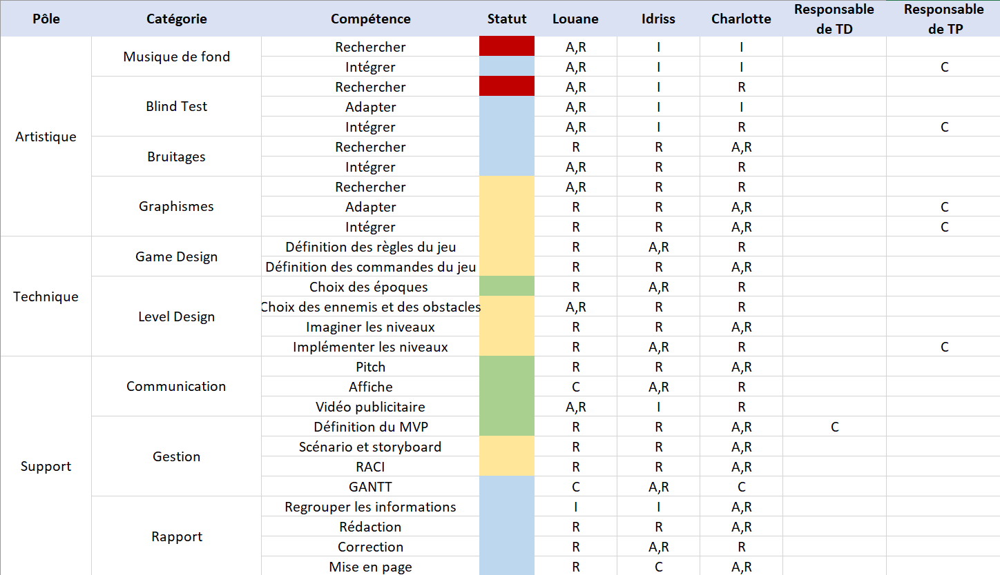 Pôle Catégorie Compétence Statut Louane Idriss Charlotte Responsable de TD Responsable de TP
Artistique Musique de fond Rechercher A,R I I
Intégrer A,R I I C
Blind Test Rechercher A,R I R
Adapter A,R I I
Intégrer A,R I R C
Bruitages Rechercher R R A,R
Intégrer A,R R R
Graphismes Rechercher A,R R R
Adapter R R A,R C
Intégrer R R A,R C
Technique Game Design Définition des règles du jeu R A,R R
Définition des commandes du jeu R R A,R
Level Design Choix des époques R A,R R
Choix des ennemis et des obstacles A,R R R
Imaginer les niveaux R R A,R
Implémenter les niveaux R A,R R C
Support Communication Pitch R R A,R
Affiche C A,R R
Vidéo publicitaire A,R I R
Gestion Définition du MVP R R A,R C
Scénario et storyboard R R A,R
RACI R R A,R
GANTT C A,R C
Rapport Regrouper les informations I I A,R
Rédaction R R A,R
Correction R A,R R
Mise en page R C A,R